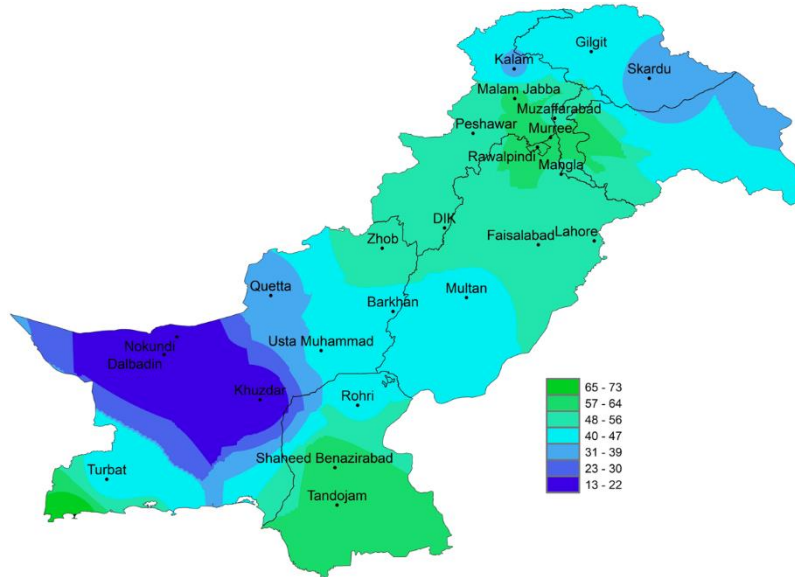 Gilgit
Kalam
Skardu
Malam Jabba
Muzaffarabad
Peshawar
Murree
Rawalpindi
Mangla
DIK
Zhob
Faisalabad
Lahore
Quetta
Barkhan
Multan
Nokundi
Usta Muhammad
Dalbadin
Khuzdar
Rohri
Shaheed Benazirabad
Turbat
Tandojam
65 - 73
57 - 64
48 - 56
40 - 47
31 - 39
23 - 30
13 - 22